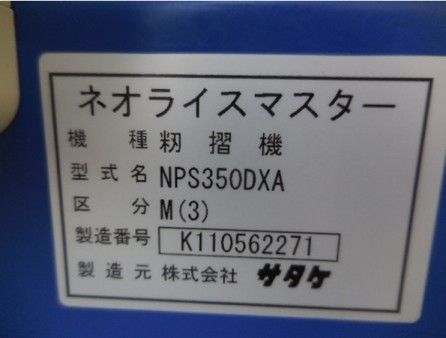 ネオライスマスター
機種 籾摺機
型式名 NPS350DXA
区分 M(3)
製造番号 K110562271
製造元 株式会社 サタケ